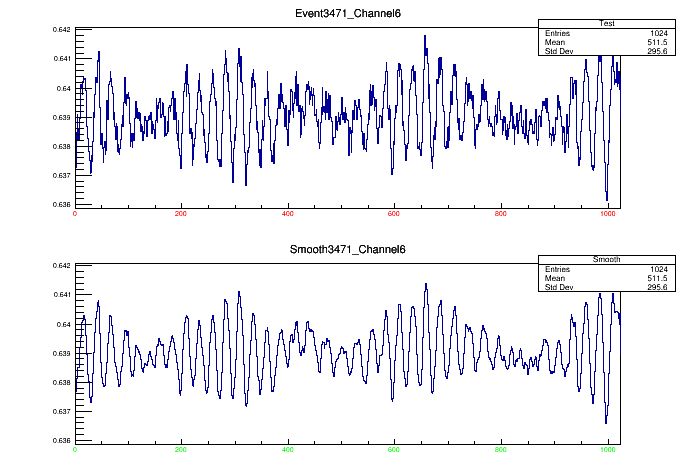 Event3471_Channel6
Test
Entries 1024
Mean 511.5
Std Dev 295.6
0.642
0.641
0.64
0.639
0.638
0.637
0.636
0 200 400 600 800 1000
Smooth3471_Channel6
Smooth
Entries 1024
Mean 511.5
Std Dev 295.6
0.642
0.641
0.64
0.639
0.638
0.637
0.636
0 200 400 600 800 1000